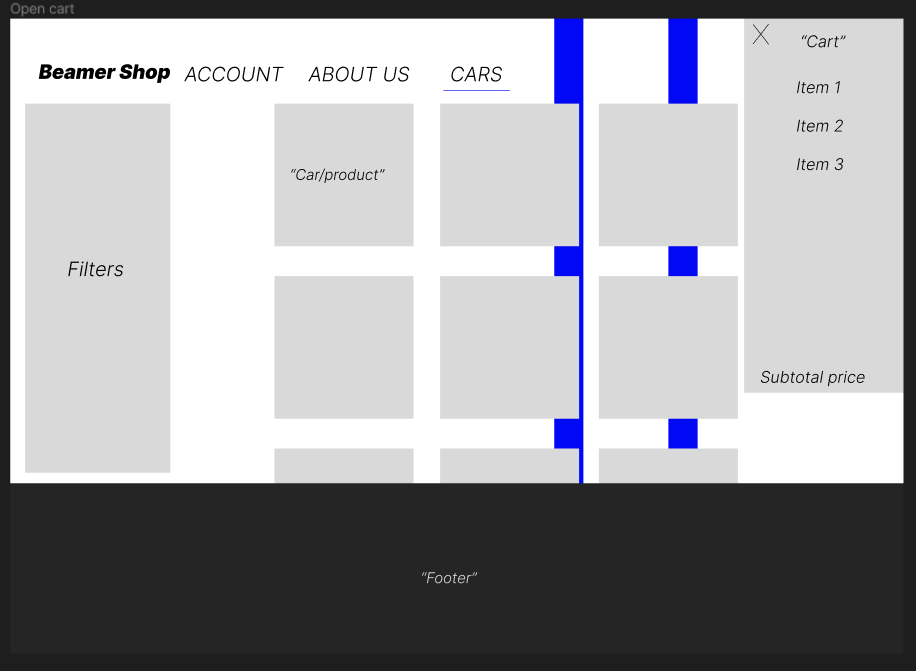 Open cart
Beamer Shop ACCOUNT ABOUT US CARS
X “Cart”
Item 1
Item 2
Item 3
“Car/product”
Filters
Subtotal price
“Footer”